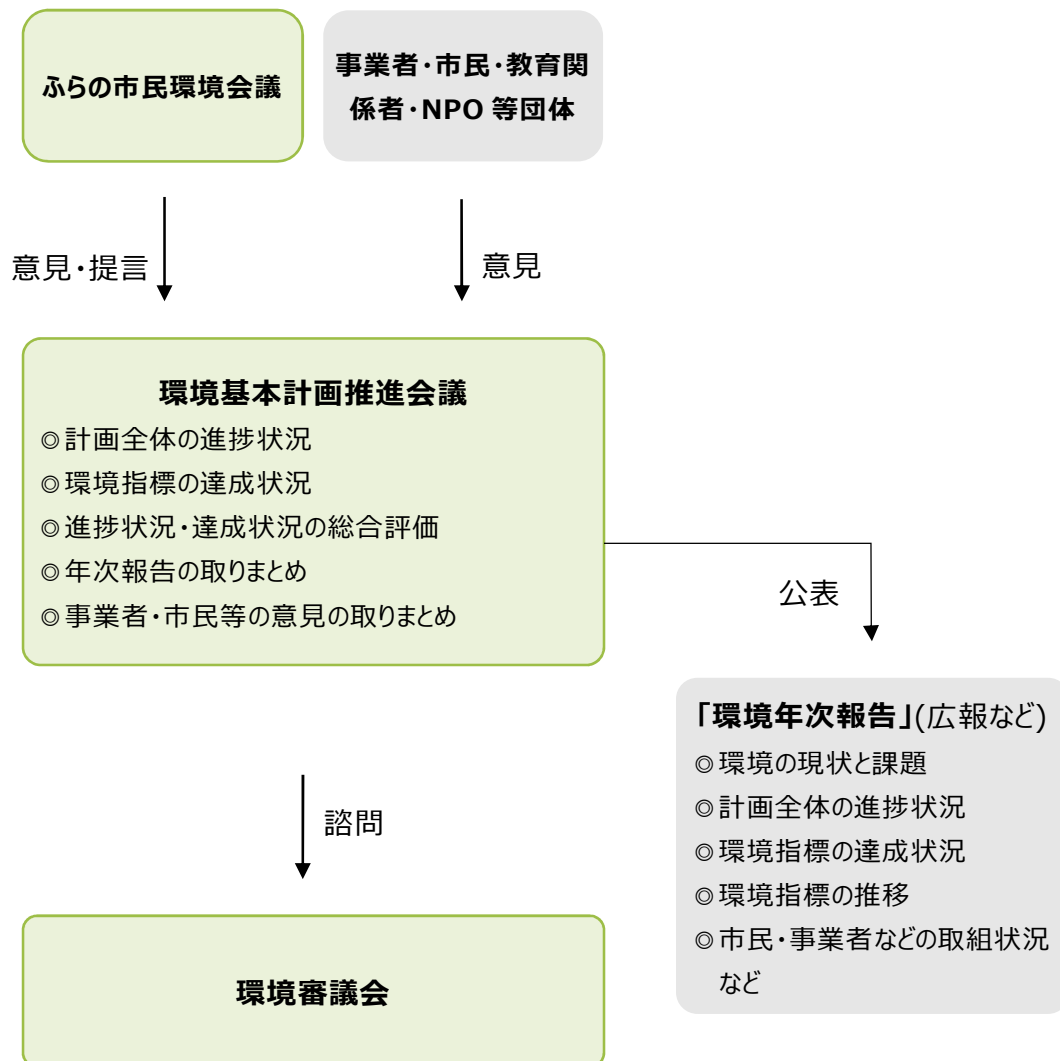 ふらの市民環境会議
事業者・市民・教育関
係者・NPO 等団体
意見・提言
意見
環境基本計画推進会議
◎計画全体の進捗状況
◎環境指標の達成状況
◎進捗状況・達成状況の総合評価
◎年次報告の取りまとめ
◎事業者・市民等の意見の取りまとめ
公表
「環境年次報告」(広報など)
◎環境の現状と課題
◎計画全体の進捗状況
◎環境指標の達成状況
◎環境指標の推移
◎市民・事業者などの取組状況
など
諮問
環境審議会